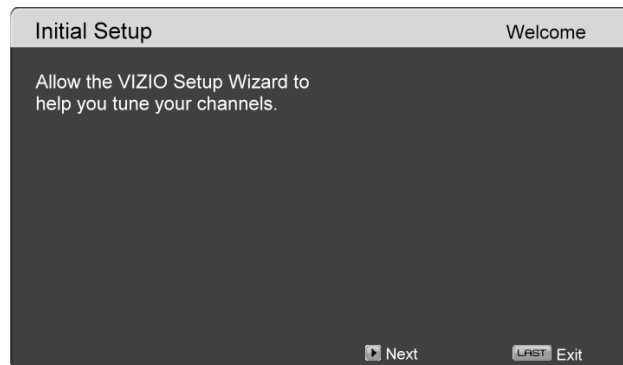 Initial Setup Welcome
Allow the VIZIO Setup Wizard to
help you tune your channels.
Next LAST Exit